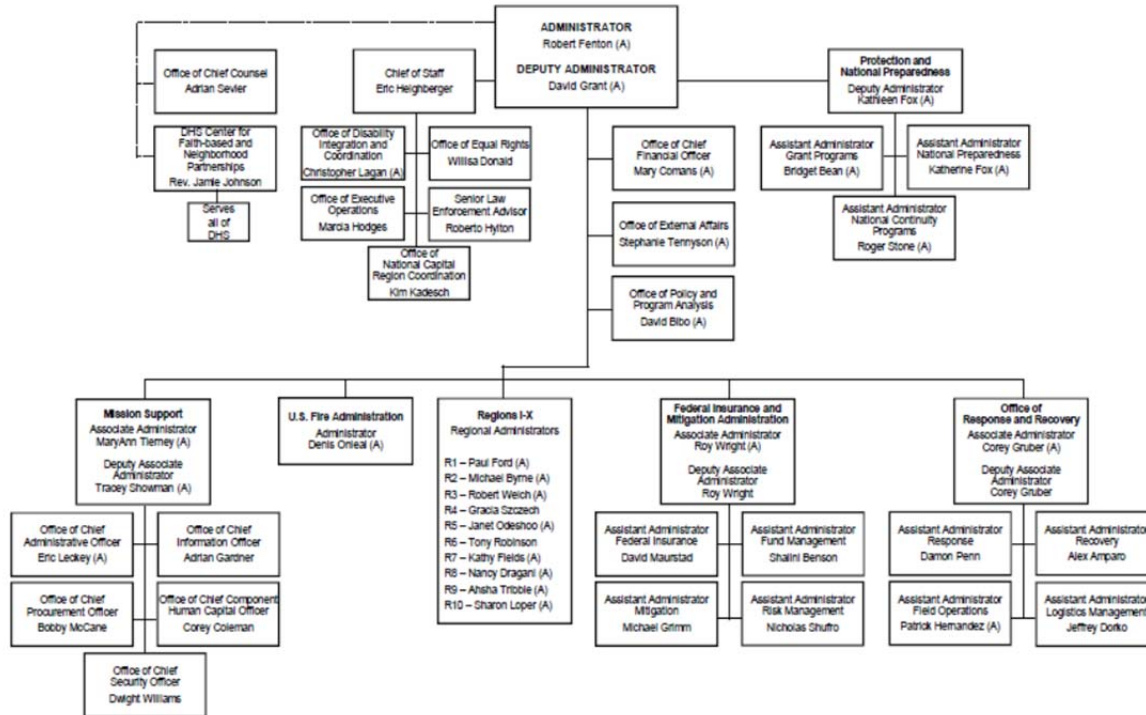 ADMINISTRATOR
Robert Fenton (A)
DEPUTY ADMINISTRATOR
David Grant (A)
Office of Chief Counsel
Adrian Sevier
DHS Center for
Faith-based and
Neighborhood
Partnerships
Rev. Jamie Johnson
Serves
all of
DHS
Chief of Staff
Eric Heighberger
Office of Disability
Integration and
Coordination
Christopher Lagan (A)
Office of Equal Rights
Willisa Donald
Office of Executive
Operations
Marcia Hodges
Senior Law
Enforcement Advisor
Roberto Hylton
Office of
National Capital
Region Coordination
Kim Kadesch
Office of Chief
Financial Officer
Mary Comans (A)
Office of External Affairs
Stephanie Tennyson (A)
Office of Policy and
Program Analysis
David Bibo (A)
Protection and
National Preparedness
Deputy Administrator
Kathleen Fox (A)
Assistant Administrator
Grant Programs
Bridget Bean (A)
Assistant Administrator
National Preparedness
Katherine Fox (A)
Assistant Administrator
National Continuity
Programs
Roger Stone (A)
Mission Support
Associate Administrator
MaryAnn Tierney (A)
Deputy Associate
Administrator
Tracey Showman (A)
Office of Chief
Administrative Officer
Eric Leckey (A)
Office of Chief
Information Officer
Adrian Gardner
Office of Chief
Procurement Officer
Bobby McCane
Office of Chief Component
Human Capital Officer
Corey Coleman
Office of Chief
Security Officer
Dwight Williams
U.S. Fire Administration
Administrator
Denis Onieal (A)
Regions I-X
Regional Administrators
R1 – Paul Ford (A)
R2 – Michael Byrne (A)
R3 – Robert Welch (A)
R4 – Gracia Szczech
R5 – Janet Odeshoo (A)
R6 – Tony Robinson
R7 – Kathy Fields (A)
R8 – Nancy Dragani (A)
R9 – Ahsha Tribble (A)
R10 – Sharon Loper (A)
Federal Insurance and
Mitigation Administration
Associate Administrator
Roy Wright (A)
Deputy Associate
Administrator
Roy Wright
Assistant Administrator
Federal Insurance
David Maurstad
Assistant Administrator
Fund Management
Shalini Benson
Assistant Administrator
Mitigation
Michael Grimm
Assistant Administrator
Risk Management
Nicholas Shufro
Office of
Response and Recovery
Associate Administrator
Corey Gruber (A)
Deputy Associate
Administrator
Corey Gruber
Assistant Administrator
Response
Damon Penn
Assistant Administrator
Recovery
Alex Amparo
Assistant Administrator
Field Operations
Patrick Hernandez (A)
Assistant Administrator
Logistics Management
Jeffrey Dorko